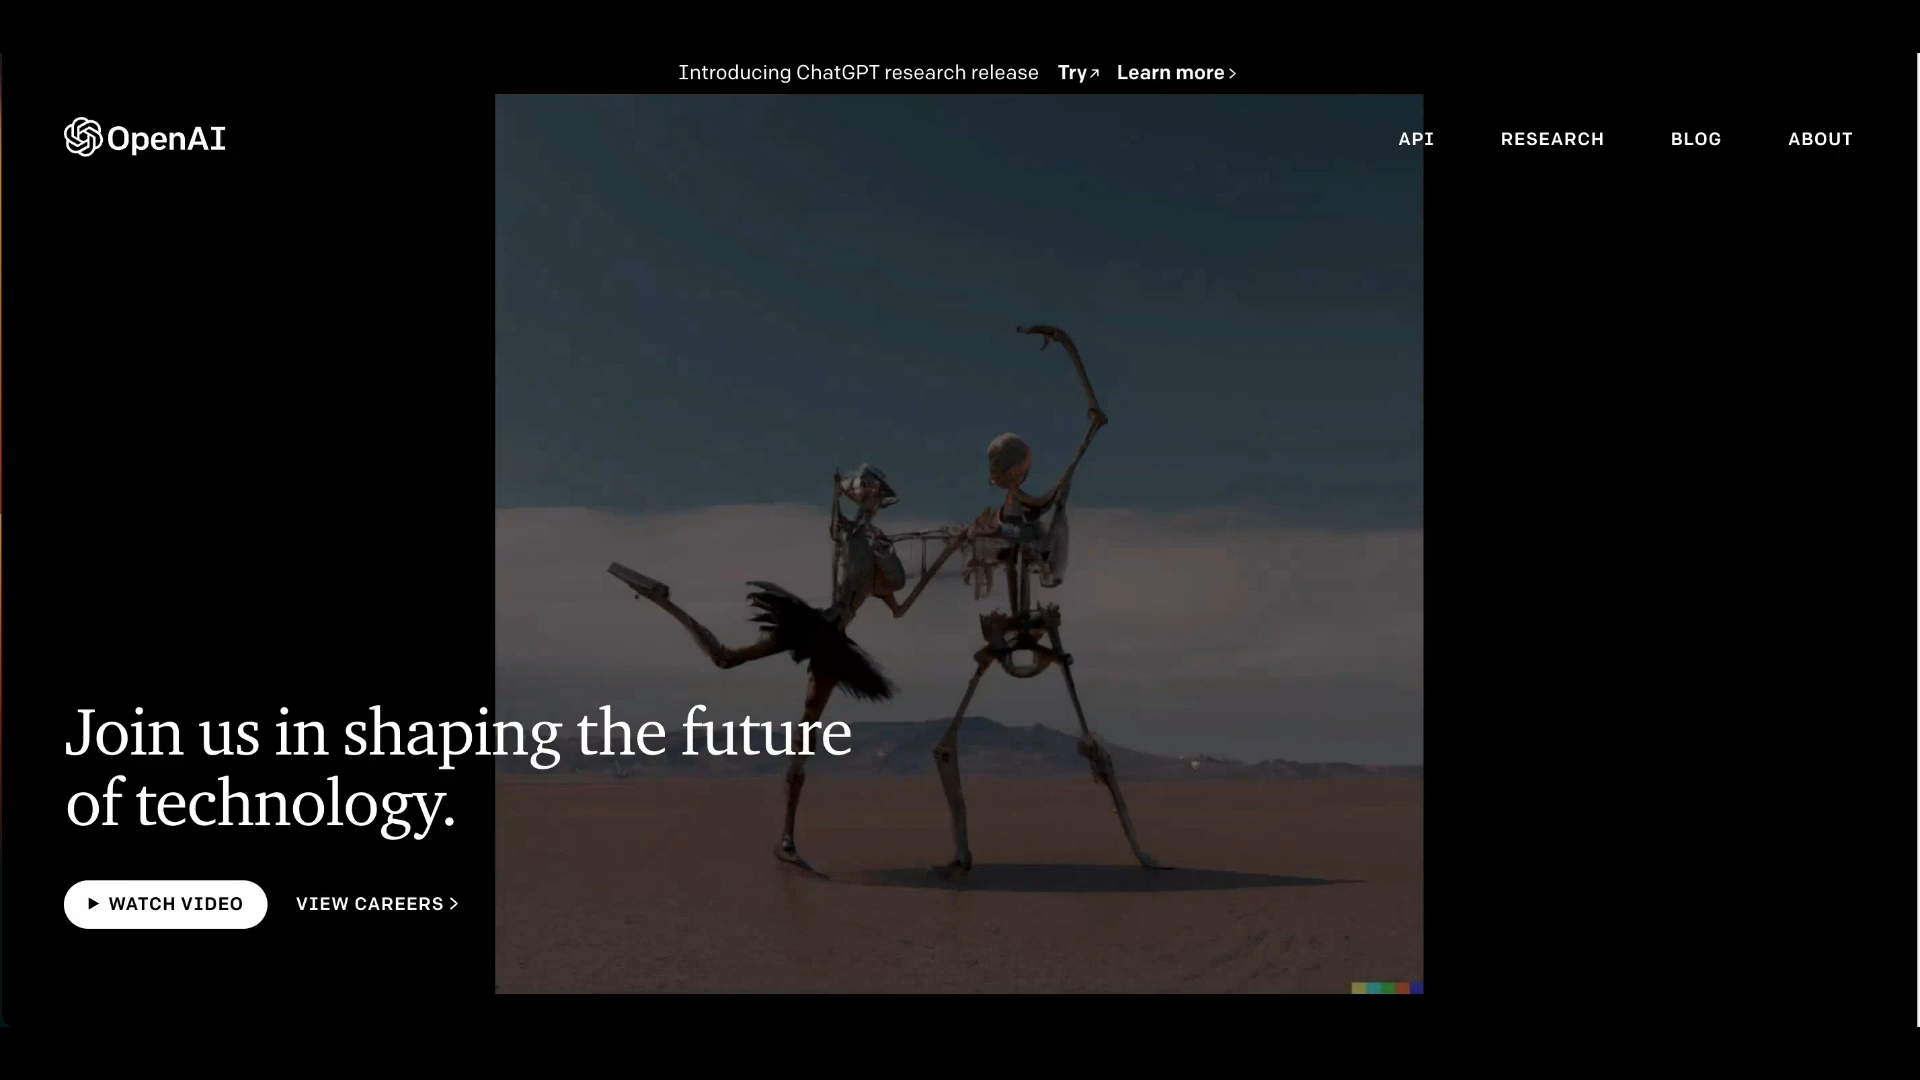 Introducing ChatGPT research release Try↗ Learn more >
OpenAI
API RESEARCH BLOG ABOUT
Join us in shaping the future
of technology.
WATCH VIDEO VIEW CAREERS >